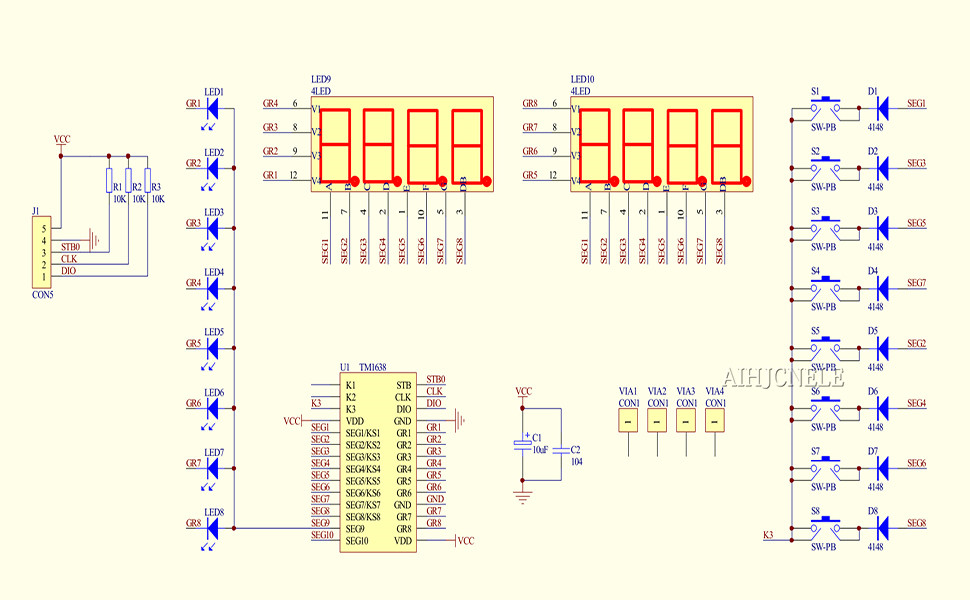 LED9
4LED
LED10
4LED
GR1 LED1
GR2 LED2
GR3 LED3
GR4 LED4
GR5 LED5
GR6 LED6
GR7 LED7
GR8 LED8
GR4 6 V1
GR3 8 V2
GR2 9 V3
GR1 12 V4
A B C D E F G DB
11 7 4 2 1 10 5 3
SEG1 SEG2 SEG3 SEG4 SEG5 SEG6 SEG7 SEG8
GR8 6 V1
GR7 8 V2
GR6 9 V3
GR5 12 V4
A B C D E F G DB
11 7 4 2 1 10 5 3
SEG1 SEG2 SEG3 SEG4 SEG5 SEG6 SEG7 SEG8
S1 D1 SEG1
SW-PB 4148
S2 D2 SEG3
SW-PB 4148
S3 D3 SEG5
SW-PB 4148
S4 D4 SEG7
SW-PB 4148
S5 D5 SEG2
SW-PB 4148
S6 D6 SEG4
SW-PB 4148
S7 D7 SEG6
SW-PB 4148
S8 D8 SEG8
K3
SW-PB 4148
VCC
R1 R2 R3
10K 10K 10K
J1
5
4
3 STB0
2 CLK
1 DIO
CON5
U1 TM1638
K1 STB STB0
K2 CLK CLK
K3 K3 DIO DIO
VCC VDD GND
SEG1 SEG1/KS1 GR1 GR1
SEG2 SEG2/KS2 GR2 GR2
SEG3 SEG3/KS3 GR3 GR3
SEG4 SEG4/KS4 GR4 GR4
SEG5 SEG5/KS5 GR5 GR5
SEG6 SEG6/KS6 GR6 GR6
SEG7 SEG7/KS7 GND GND
SEG8 SEG8/KS8 GR7 GR7
SEG9 SEG9 GR8 GR8
SEG10 SEG10 VDD VCC
VCC
+ C1
10uF
C2
104
VIA1 VIA2 VIA3 VIA4
CON1 CON1 CON1 CON1
1 1 1 1
AIHJCNELE